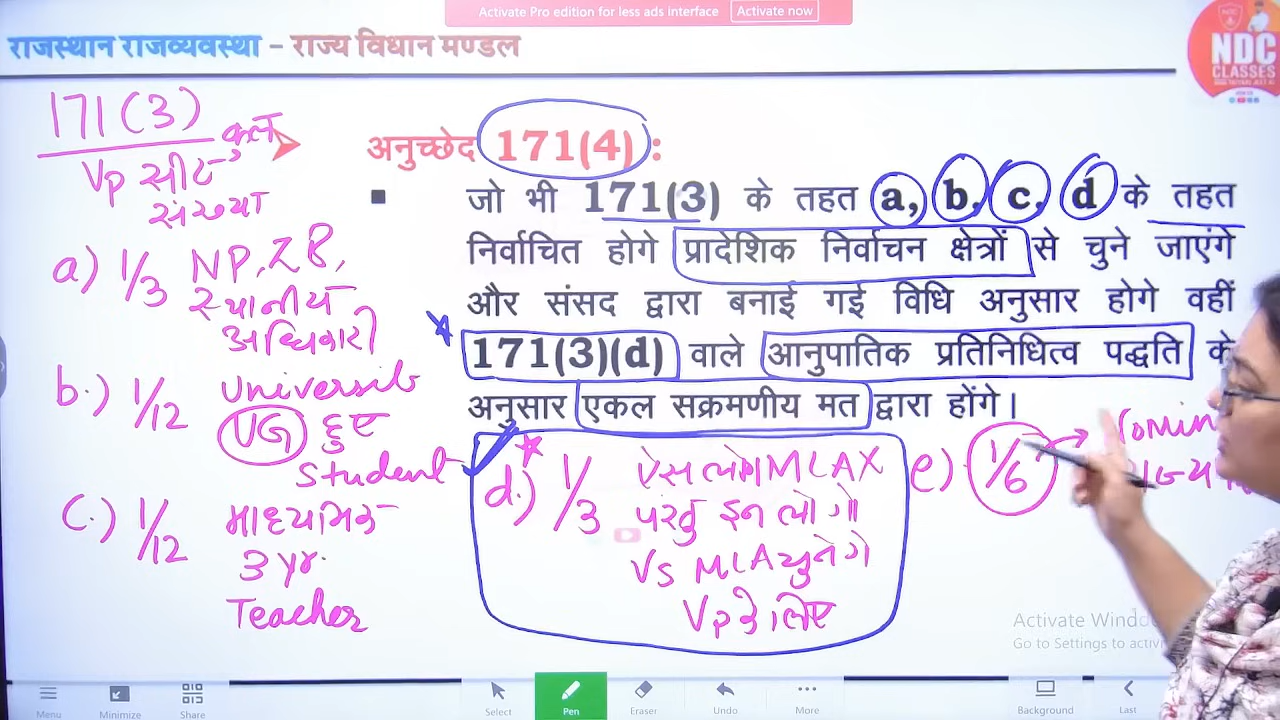 Activate Pro edition for less ads interface
Activate now
राजस्थान राजव्यवस्था – राज्य विधान मण्डल
NDC
CLASSES
171(3)
कुल
VP सीट
संख्या
a) 1/3 NP, ZB,
स्थानीय
अधिकारी
b.) 1/12 Universit
UG हुए
Student
c.) 1/12 माध्यमिक
3 yr.
Teacher
अनुच्छेद 171(4) :
जो भी 171(3) के तहत a, b, c, d के तहत
निर्वाचित होगे प्रादेशिक निर्वाचन क्षेत्रों से चुने जाएंगे
और संसद द्वारा बनाई गई विधि अनुसार होगे वहीं
171(3)(d) वाले आनुपातिक प्रतिनिधित्व पद्धति के
अनुसार एकल सक्रमणीय मत द्वारा होंगे।
d.) 1/3 MLA X
परंतु इन लोगो
VS MLA चुनेगे
VP के लिए
e) 1/6 Nomin
Activate Windo
Go to Settings to activ
Menu
Minimize
Share
Select
Pen
Eraser
Undo
More
Background
Last